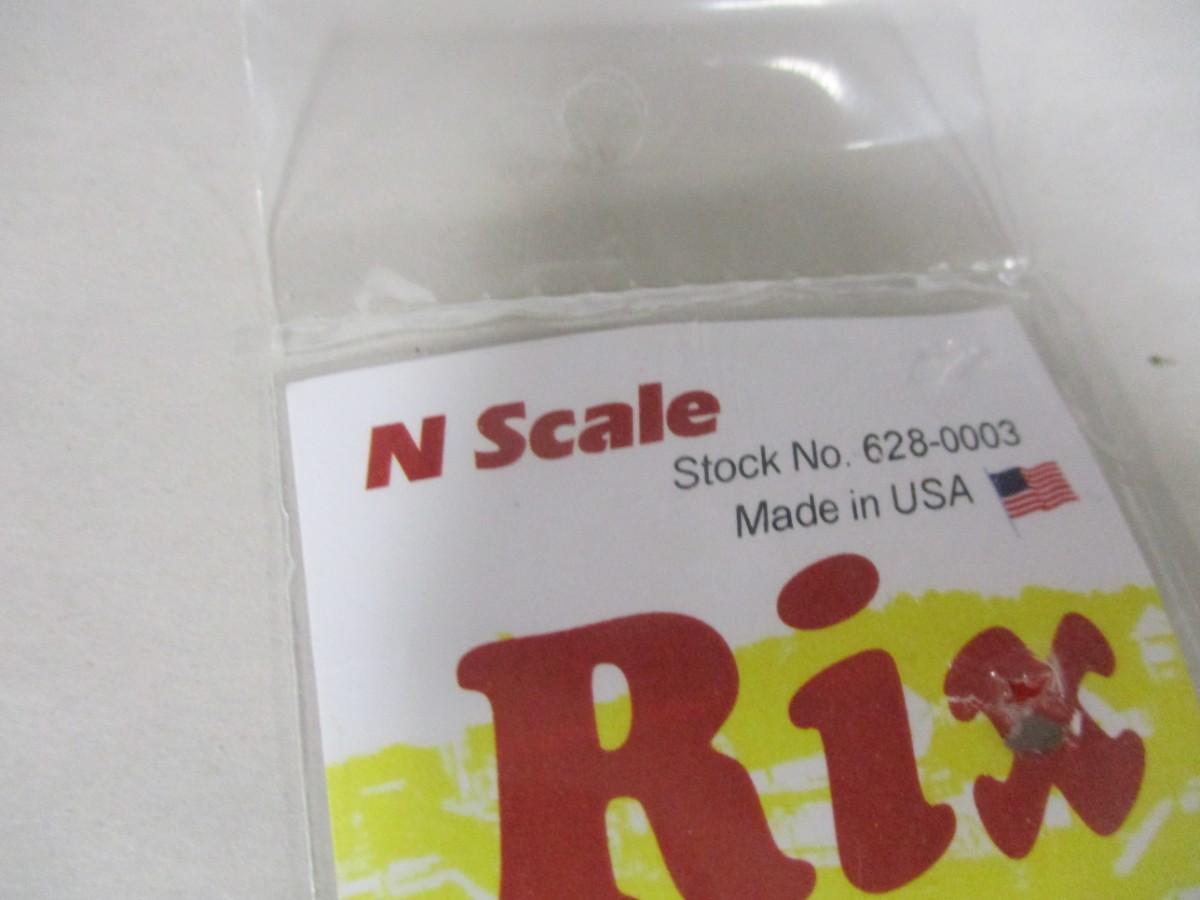 N Scale
Stock No. 628-0003
Made in USA
Rix